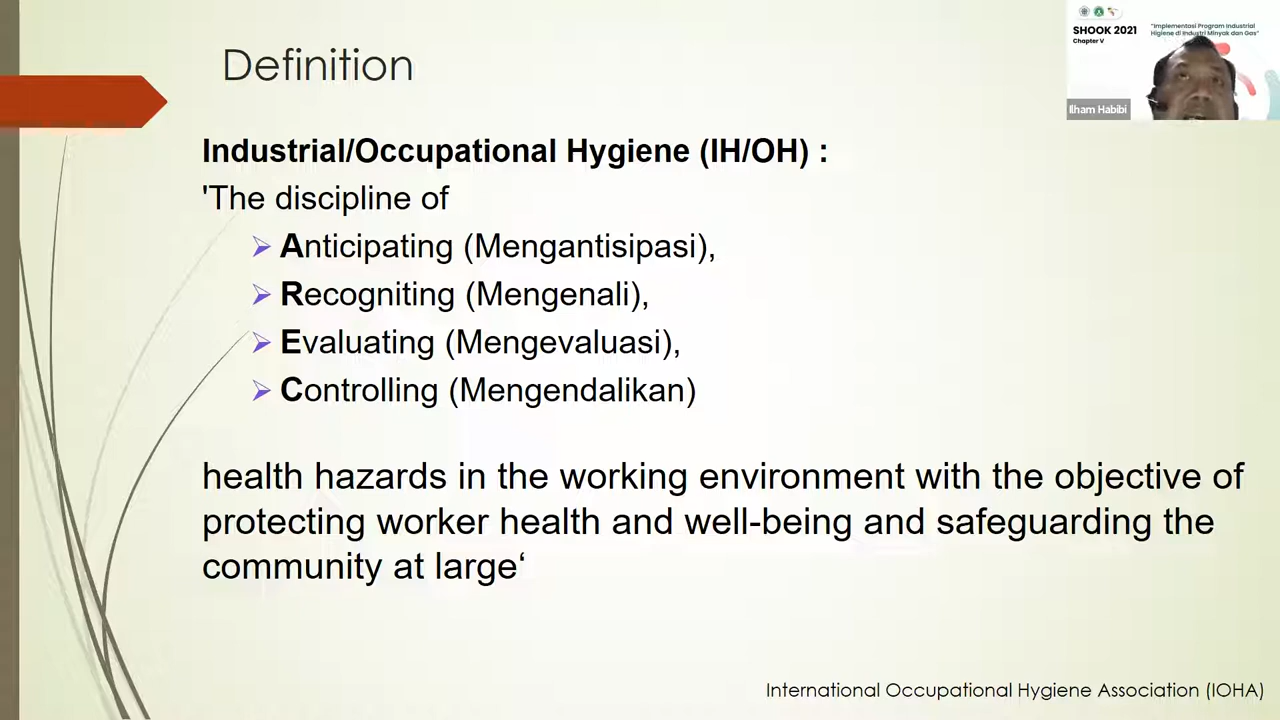 Definition
SHOOK 2021
Chapter V
"Implementasi Program Industrial
Higiene di Industri Minyak dan Gas"
Ilham Habibi
Industrial/Occupational Hygiene (IH/OH) :
'The discipline of
Anticipating (Mengantisipasi),
Recogniting (Mengenali),
Evaluating (Mengevaluasi),
Controlling (Mengendalikan)
health hazards in the working environment with the objective of
protecting worker health and well-being and safeguarding the
community at large‘
International Occupational Hygiene Association (IOHA)